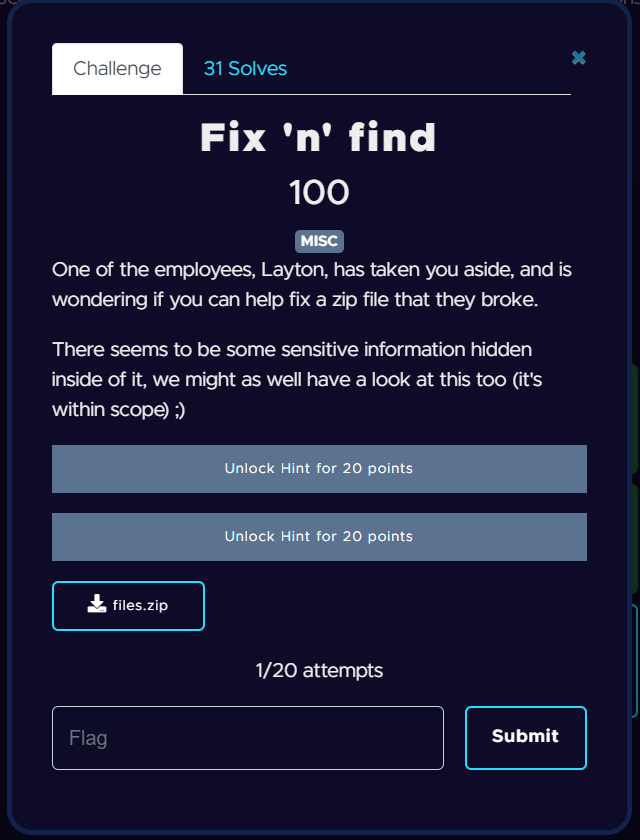 Challenge
31 Solves
Fix 'n' find
100
MISC
One of the employees, Layton, has taken you aside, and is
wondering if you can help fix a zip file that they broke.
There seems to be some sensitive information hidden
inside of it, we might as well have a look at this too (it's
within scope) ;)
Unlock Hint for 20 points
Unlock Hint for 20 points
files.zip
1/20 attempts
Flag
Submit